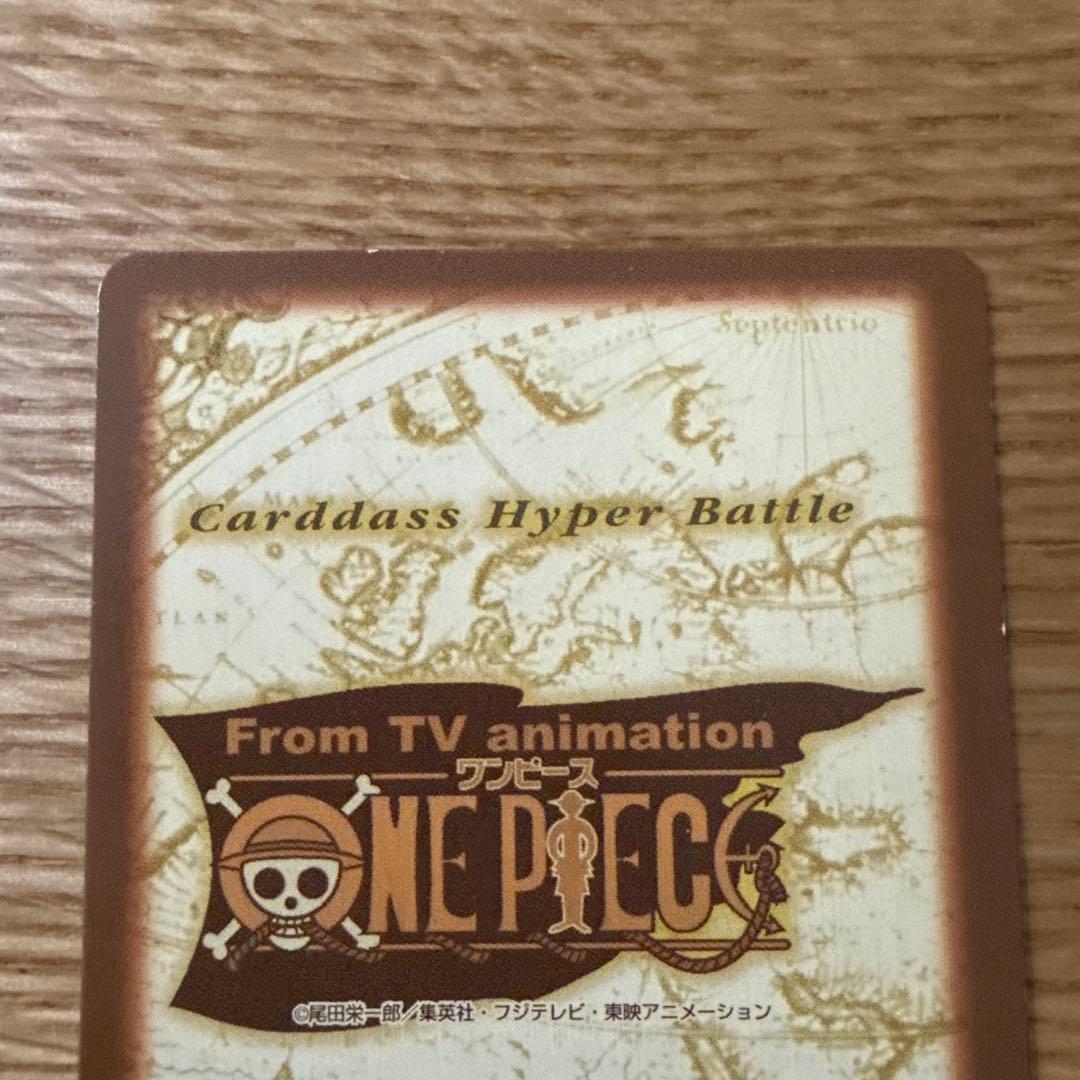 Septentrio
Carddass Hyper Battle
TLAN
From TV animation
ワンピース
ONE PIECE
©尾田栄一郎／集英社・フジテレビ・東映アニメーション